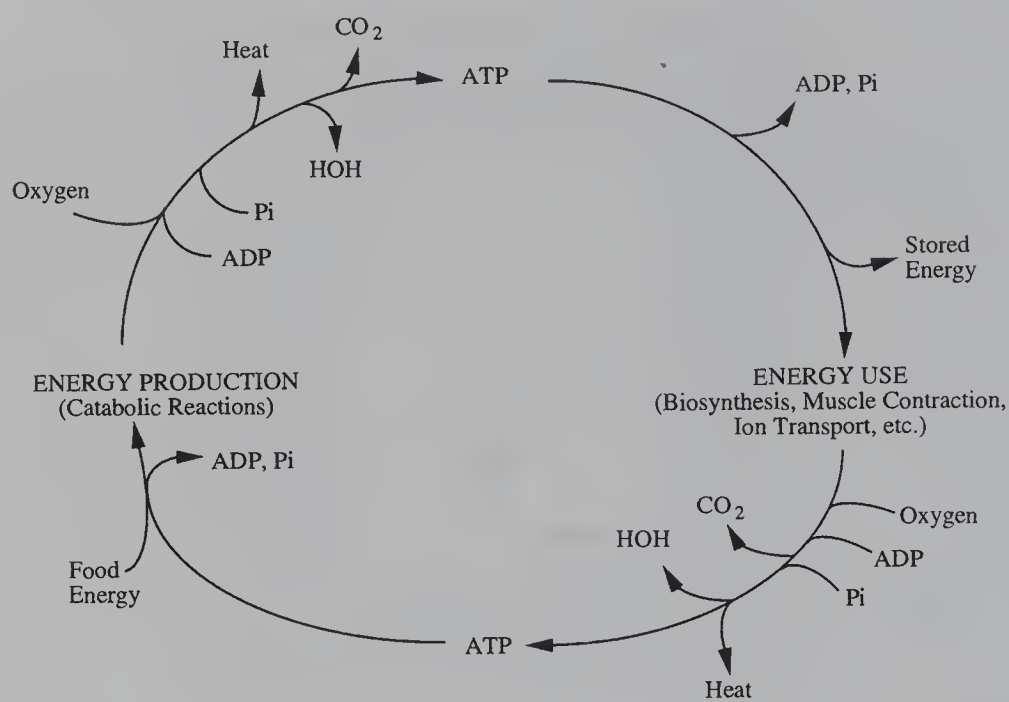 CO2
Heat
ATP
ADP, Pi
HOH
Oxygen
Pi
ADP
Stored
Energy
ENERGY PRODUCTION
(Catabolic Reactions)
ENERGY USE
(Biosynthesis, Muscle Contraction,
Ion Transport, etc.)
ADP, Pi
CO2
Oxygen
HOH
ADP
Food
Energy
Pi
ATP
Heat